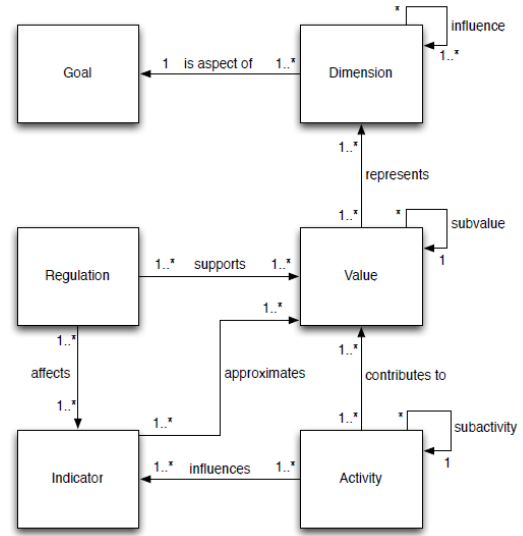 * influence
1..*
Goal 1 is aspect of 1..* Dimension
1..*
represents
1..* * subvalue
Regulation 1..* supports 1..* Value 1
1..*
1..* 1..*
affects approximates contributes to
1..* 1..* 1..* * subactivity
Indicator 1..* influences 1..* Activity 1